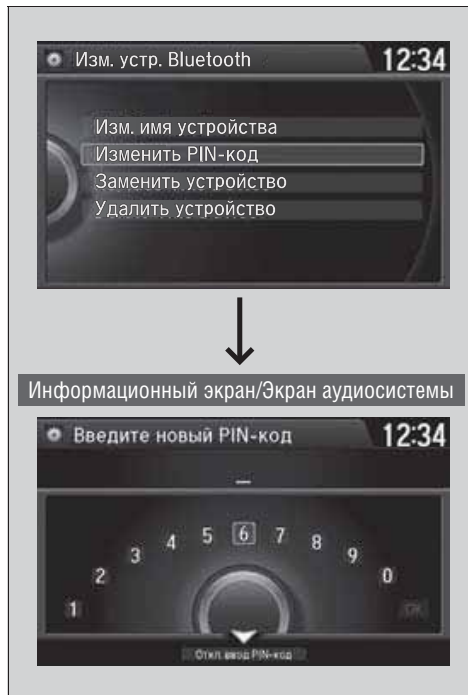 Изм. устр. Bluetooth 12:34
Изм. имя устройства
Изменить PIN-код
Заменить устройство
Удалить устройство
Информационный экран/Экран аудиосистемы
Введите новый PIN-код 12:34
_
1 2 3 4 5 6 7 8 9 0 OK
Откл. ввод PIN-код